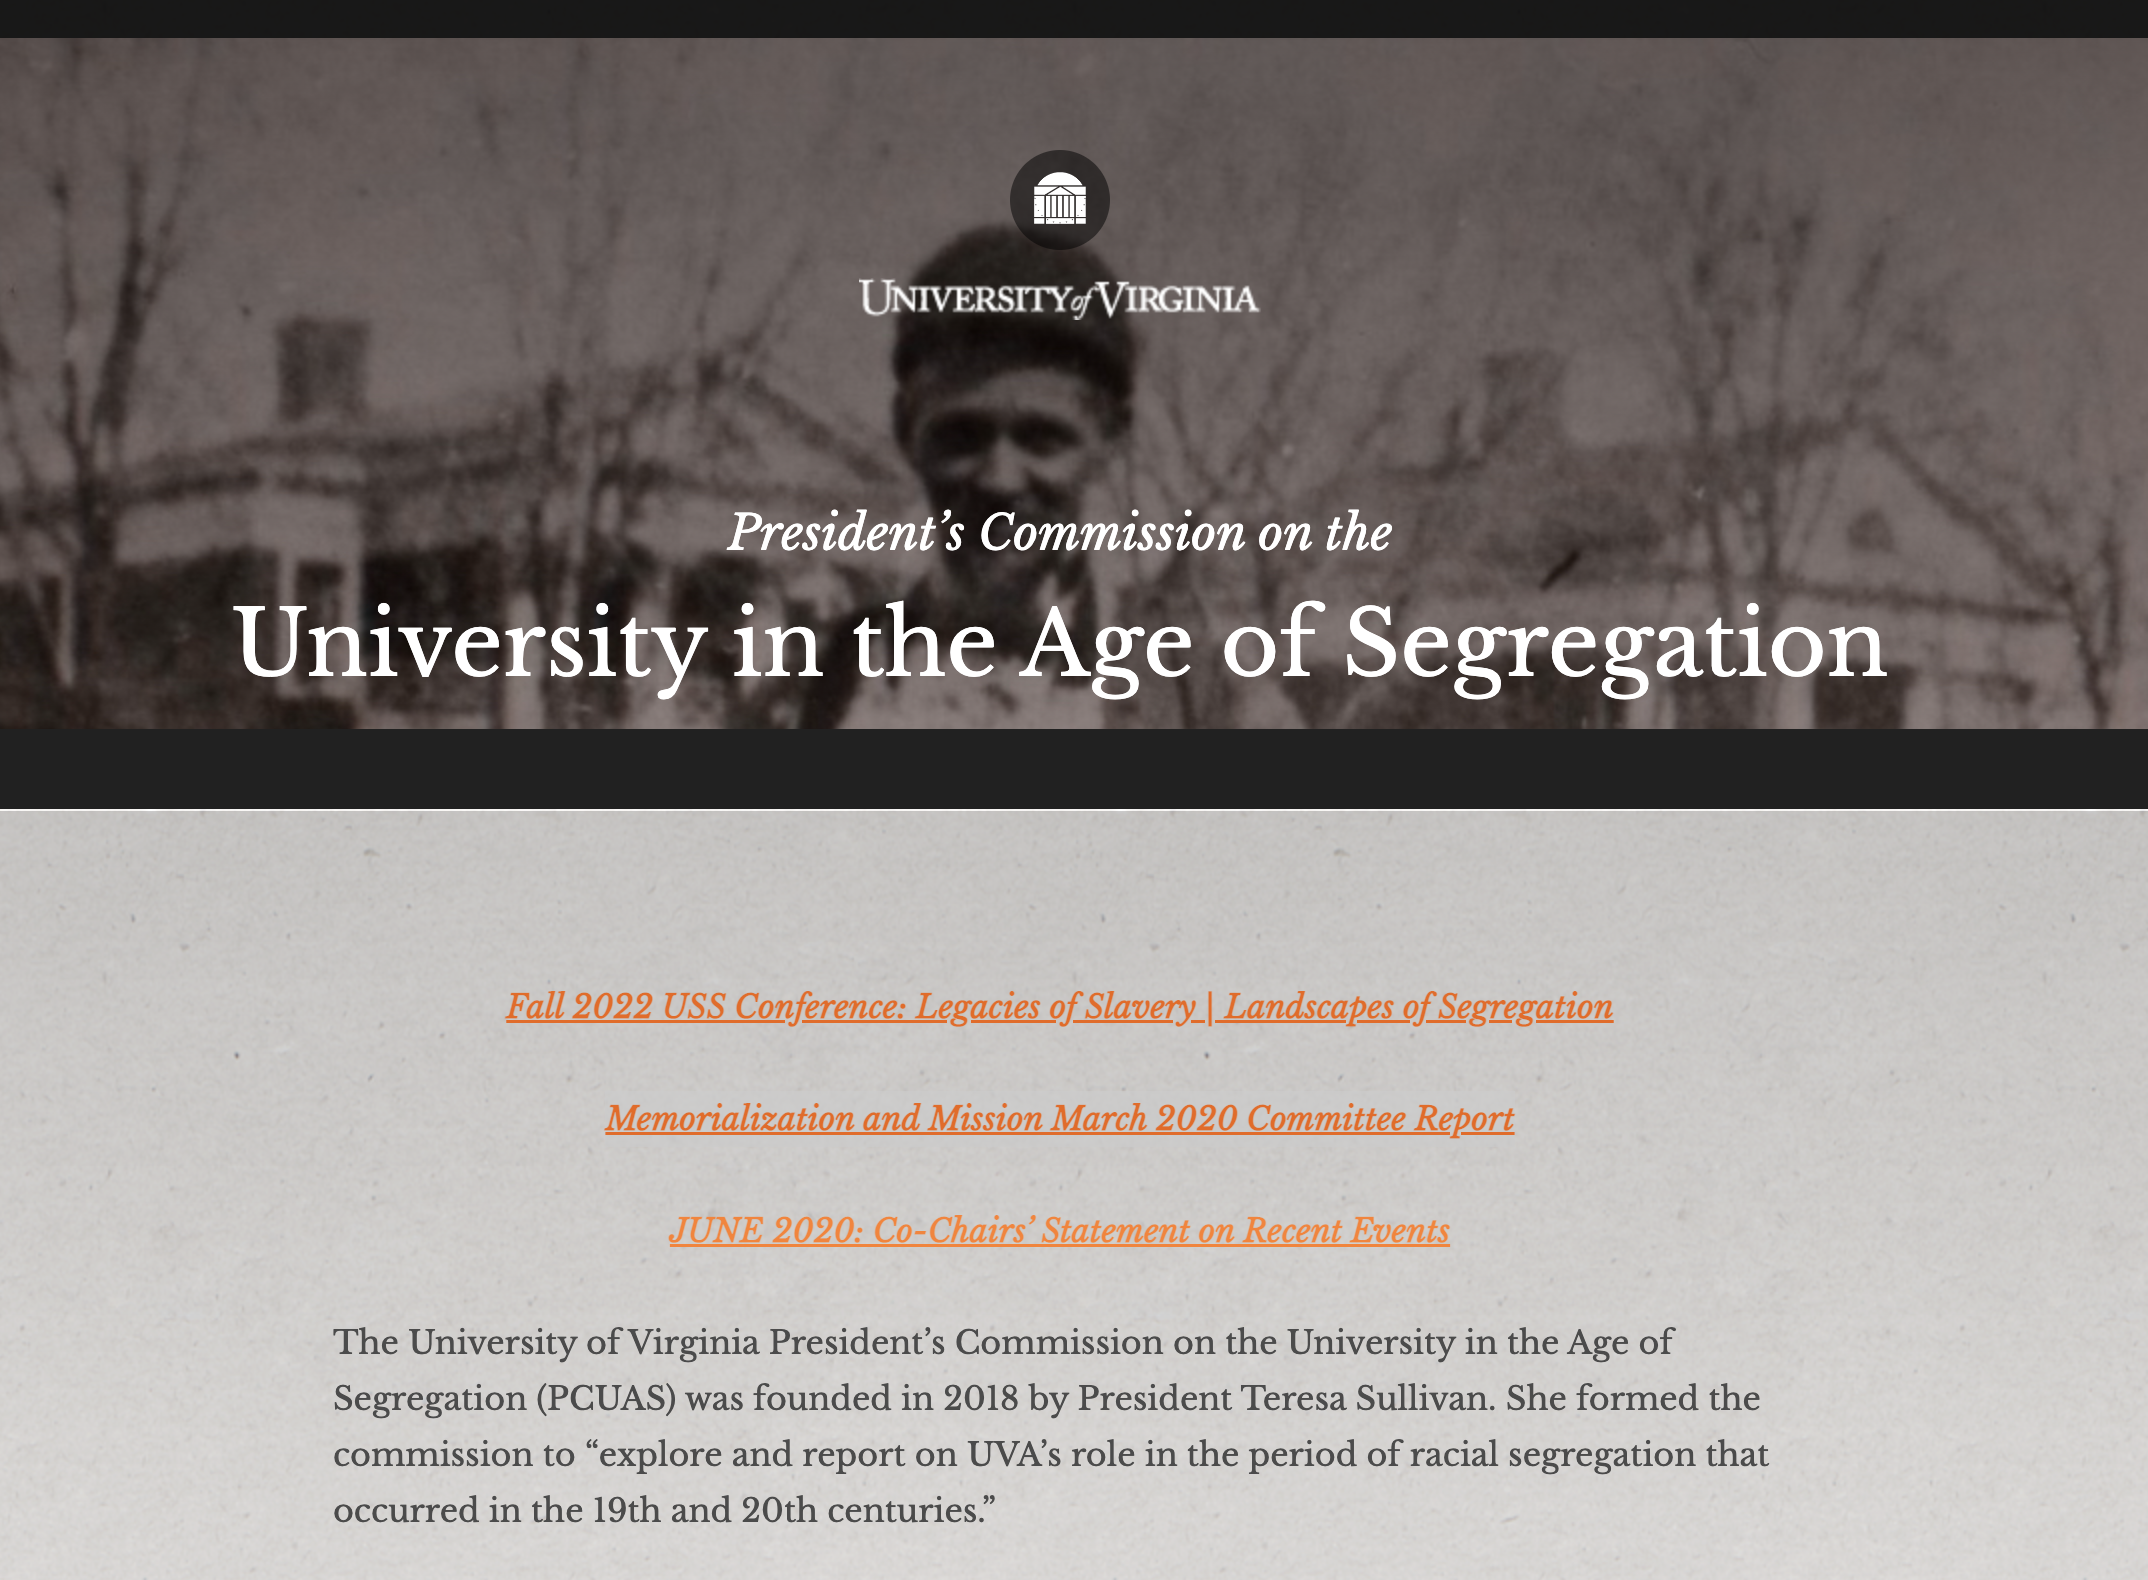 UNIVERSITY of VIRGINIA
President’s Commission on the
University in the Age of Segregation
Fall 2022 USS Conference: Legacies of Slavery | Landscapes of Segregation
Memorialization and Mission March 2020 Committee Report
JUNE 2020: Co-Chairs’ Statement on Recent Events
The University of Virginia President’s Commission on the University in the Age of
Segregation (PCUAS) was founded in 2018 by President Teresa Sullivan. She formed the
commission to “explore and report on UVA’s role in the period of racial segregation that
occurred in the 19th and 20th centuries.”